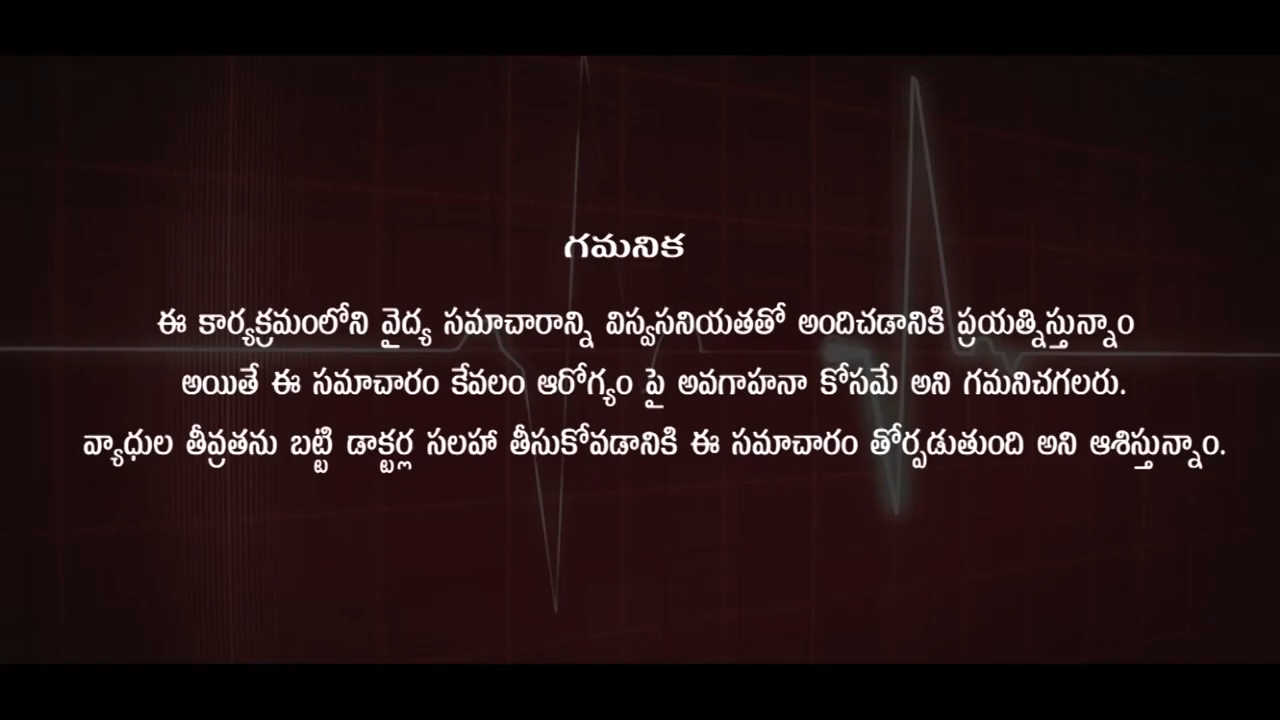 గమనిక
ఈ కార్యక్రమంలోని వైద్య సమాచారాన్ని విస్వసనియతతో అందిచడానికి ప్రయత్నిస్తున్నాం
అయితే ఈ సమాచారం కేవలం ఆరోగ్యం పై అవగాహనా కోసమే అని గమనిచగలరు.
వ్యాధుల తీవ్రతను బట్టి డాక్టర్ల సలహా తీసుకోవడానికి ఈ సమాచారం తోర్పడుతుంది అని ఆశిస్తున్నాం.